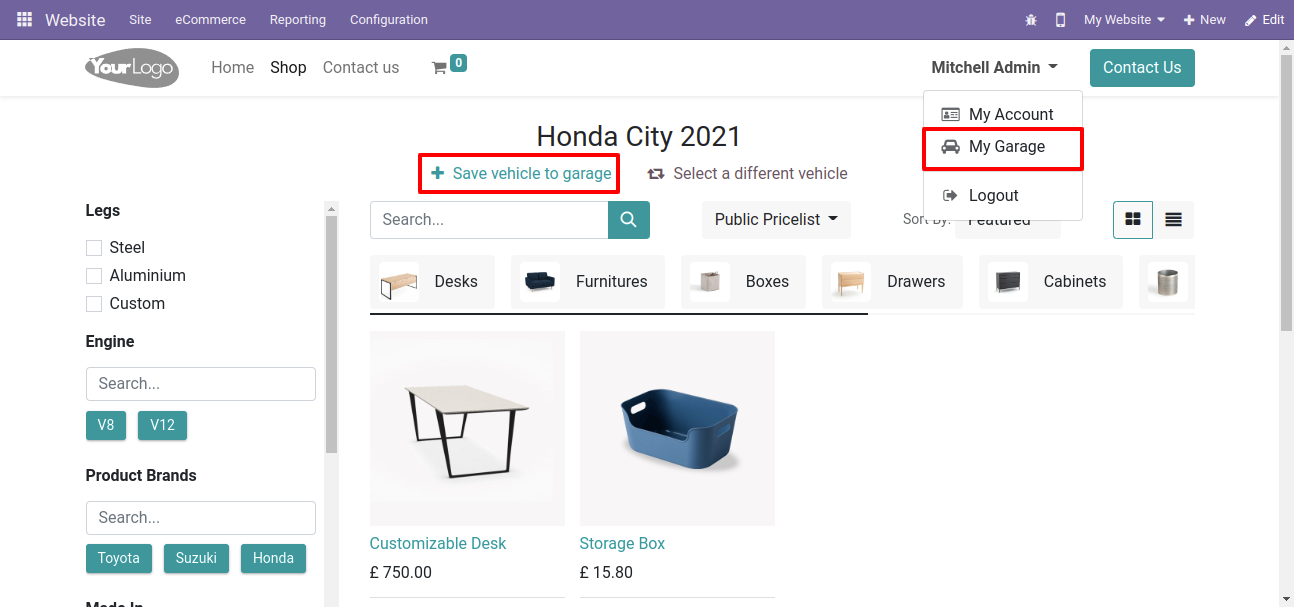 Website Site eCommerce Reporting Configuration My Website New Edit
YourLogo Home Shop Contact us 0 Mitchell Admin Contact Us
My Account
My Garage
Logout
Honda City 2021
Save vehicle to garage Select a different vehicle
Legs
Steel
Aluminium
Custom
Engine
Search...
V8 V12
Product Brands
Search...
Toyota Suzuki Honda
Made In
Search... Public Pricelist Sort By: Featured
Desks Furnitures Boxes Drawers Cabinets
Customizable Desk Storage Box
£ 750.00 £ 15.80